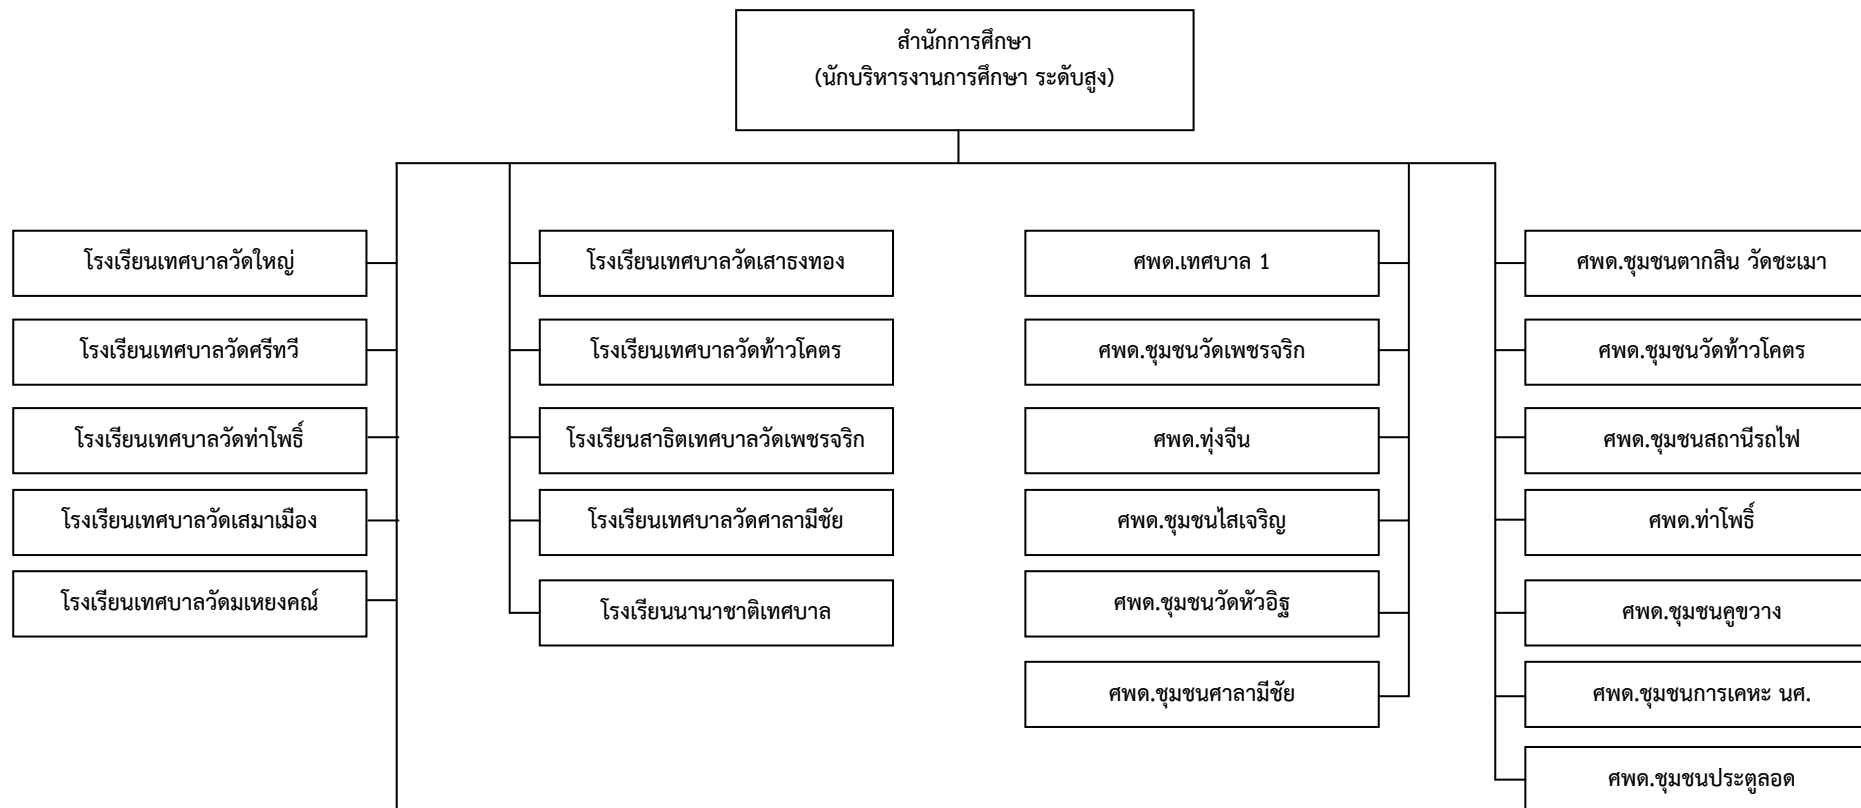 สำนักการศึกษา
(นักบริหารงานการศึกษา ระดับสูง)
โรงเรียนเทศบาลวัดใหญ่
โรงเรียนเทศบาลวัดศรีทวี
โรงเรียนเทศบาลวัดท่าโพธิ์
โรงเรียนเทศบาลวัดเสมาเมือง
โรงเรียนเทศบาลวัดมเหยงคณ์
โรงเรียนเทศบาลวัดเสาธงทอง
โรงเรียนเทศบาลวัดท้าวโคตร
โรงเรียนสาธิตเทศบาลวัดเพชรจริก
โรงเรียนเทศบาลวัดศาลามีชัย
โรงเรียนนานาชาติเทศบาล
ศพด.เทศบาล 1
ศพด.ชุมชนวัดเพชรจริก
ศพด.ทุ่งจีน
ศพด.ชุมชนไสเจริญ
ศพด.ชุมชนวัดหัวอิฐ
ศพด.ชุมชนศาลามีชัย
ศพด.ชุมชนตากสิน วัดชะเมา
ศพด.ชุมชนวัดท้าวโคตร
ศพด.ชุมชนสถานีรถไฟ
ศพด.ท่าโพธิ์
ศพด.ชุมชนคูขวาง
ศพด.ชุมชนการเคหะ นศ.
ศพด.ชุมชนประตูลอด